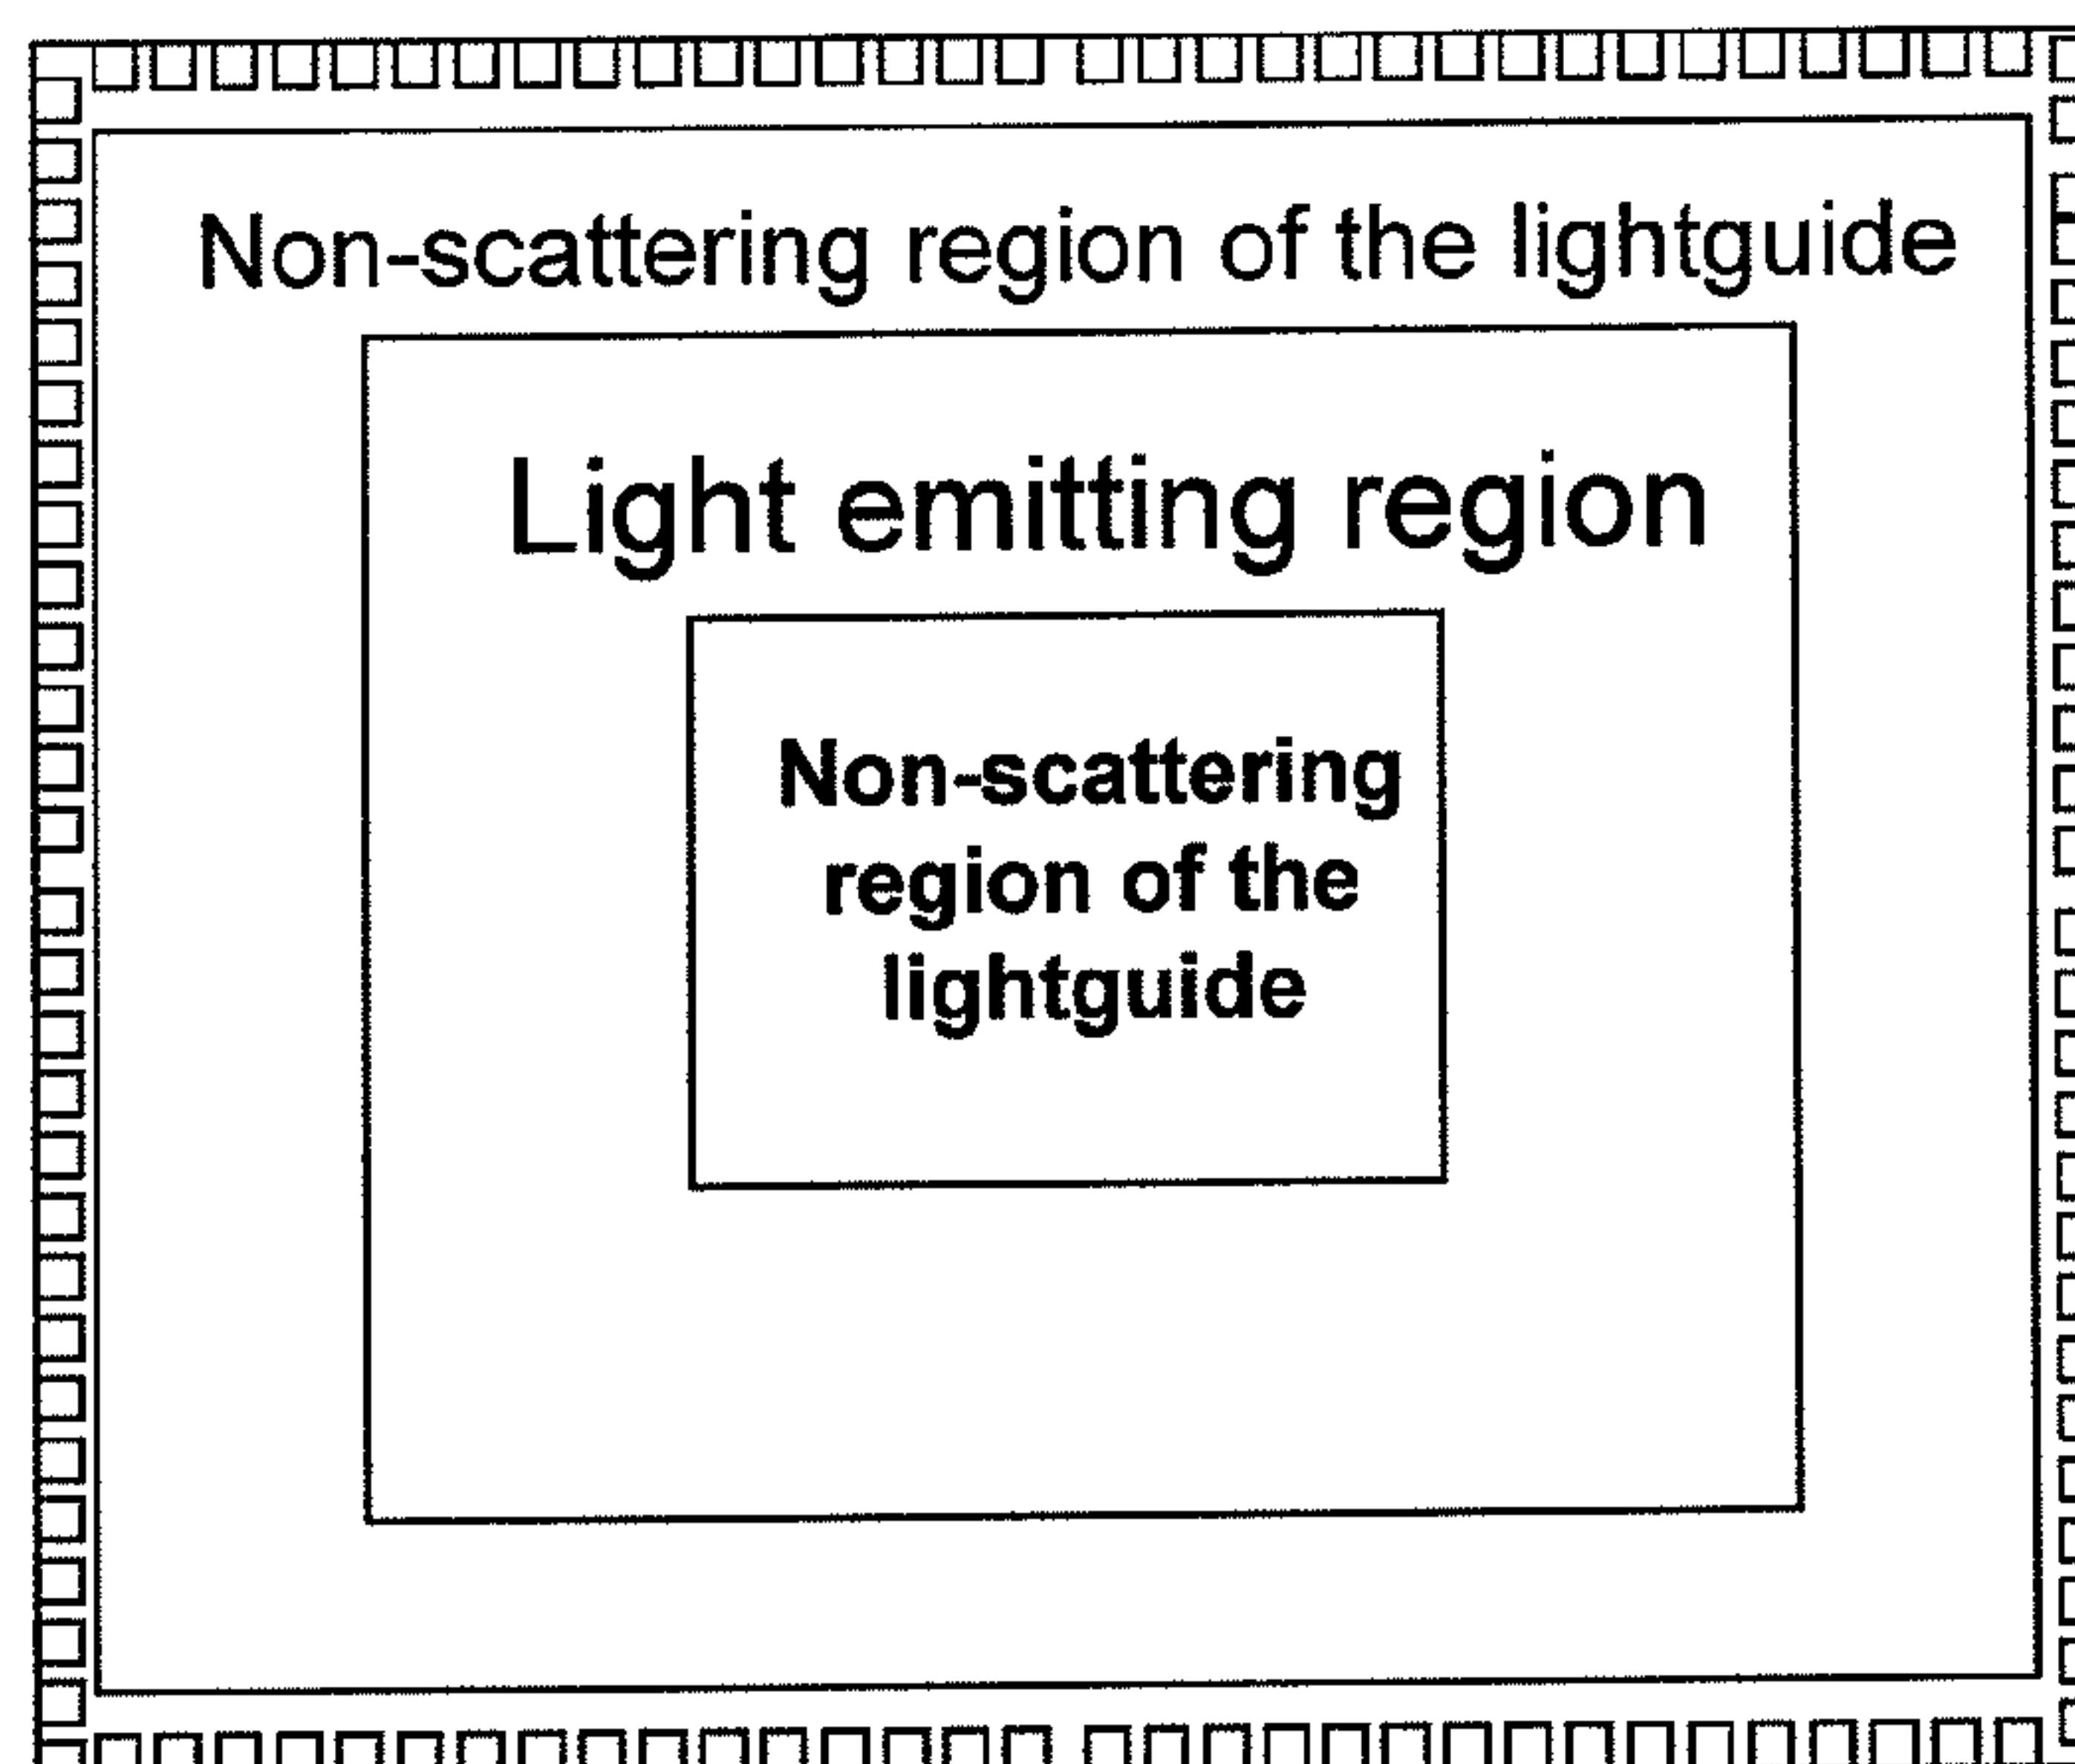 Non-scattering region of the lightguide
Light emitting region
Non-scattering
region of the
lightguide